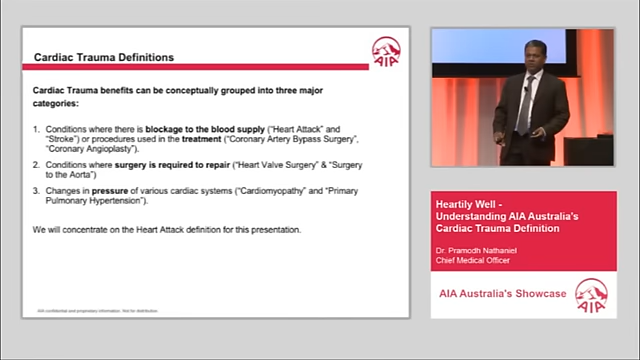 Cardiac Trauma Definitions
AIA
Cardiac Trauma benefits can be conceptually grouped into three major
categories:
1. Conditions where there is blockage to the blood supply ("Heart Attack" and
"Stroke") or procedures used in the treatment ("Coronary Artery Bypass Surgery",
"Coronary Angioplasty").
2. Conditions where surgery is required to repair ("Heart Valve Surgery" & "Surgery
to the Aorta").
3. Changes in pressure of various cardiac systems ("Cardiomyopathy" and "Primary
Pulmonary Hypertension").
We will concentrate on the Heart Attack definition for this presentation.
AIA confidential and proprietary information. Not for distribution.
Heartily Well -
Understanding AIA Australia's
Cardiac Trauma Definition
Dr. Pramodh Nathaniel
Chief Medical Officer
AIA Australia's Showcase
AIA